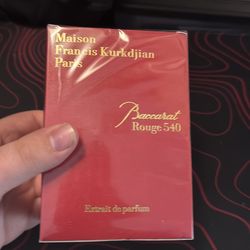 Maison
Francis Kurkdjian
Paris
Baccarat
Rouge 540
Extrait de parfum